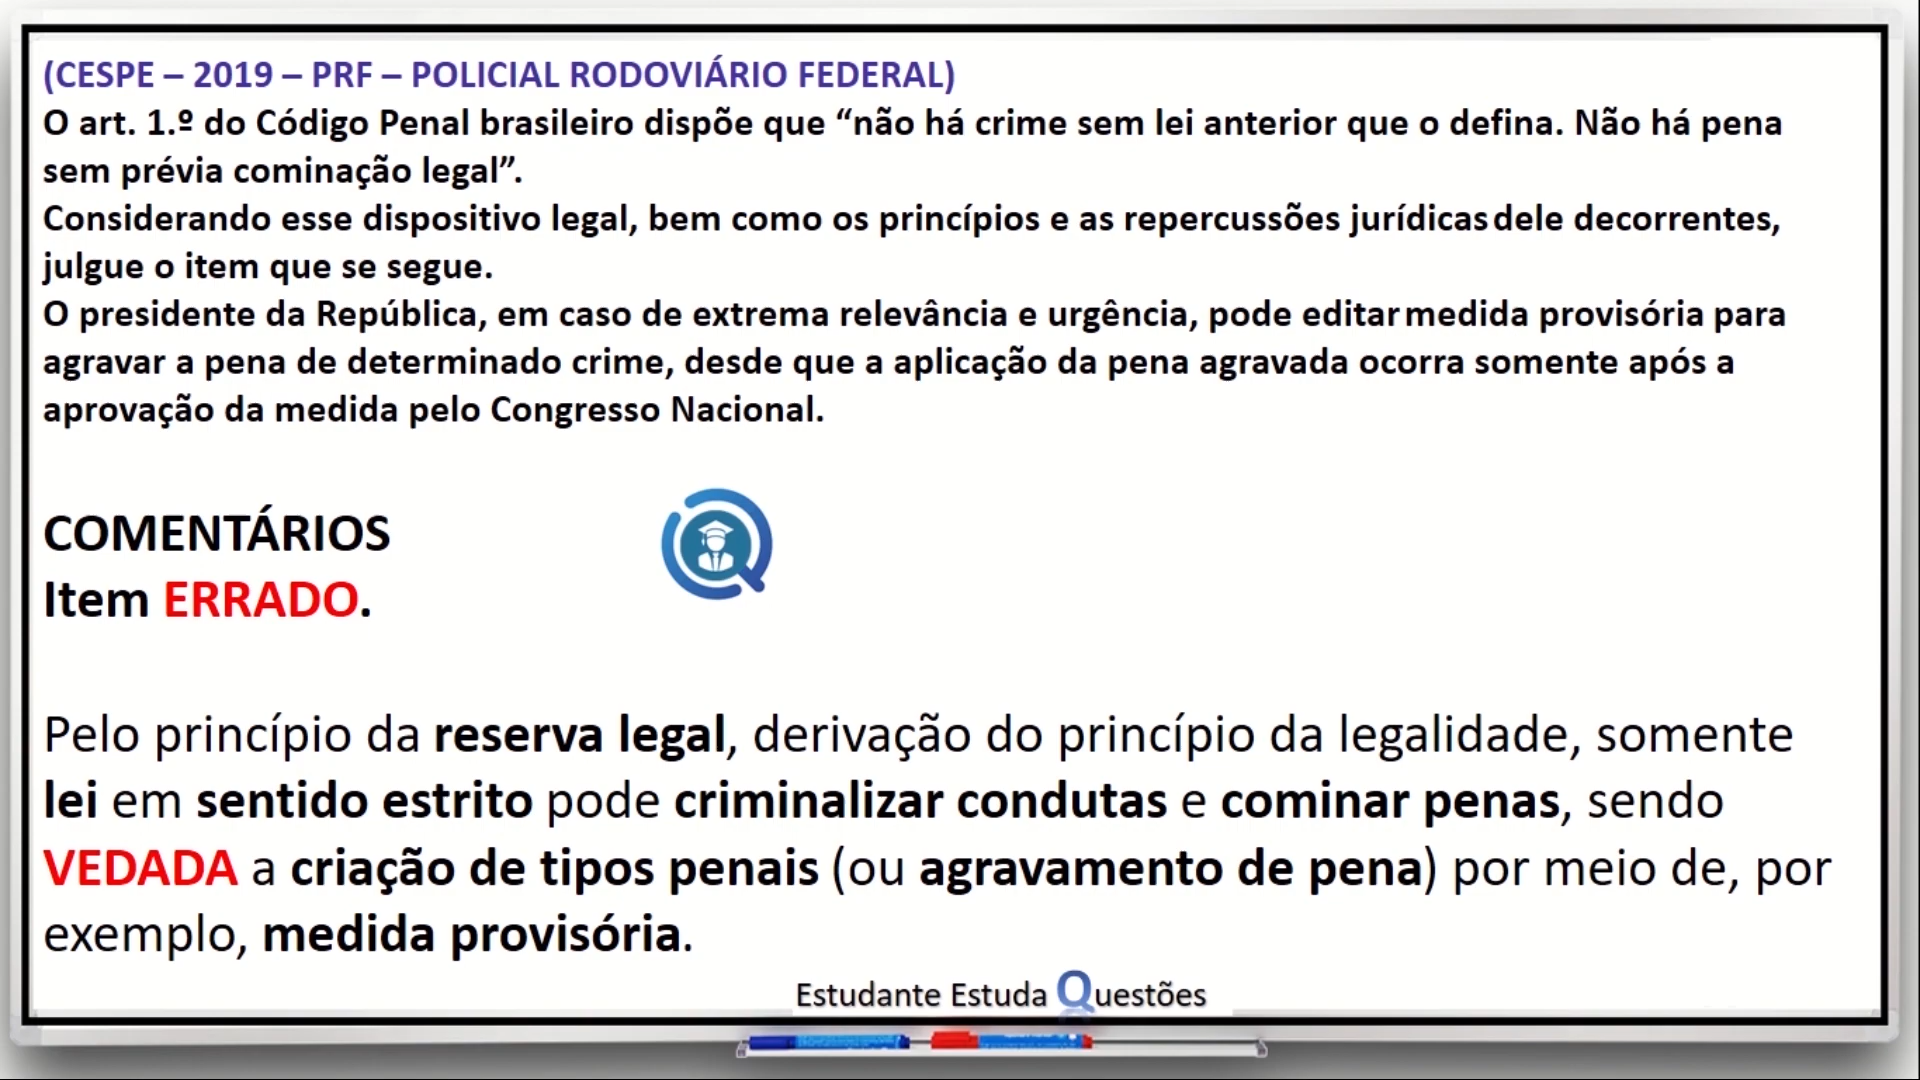 (CESPE – 2019 – PRF – POLICIAL RODOVIÁRIO FEDERAL)
O art. 1.º do Código Penal brasileiro dispõe que “não há crime sem lei anterior que o defina. Não há pena
sem prévia cominação legal”.
Considerando esse dispositivo legal, bem como os princípios e as repercussões jurídicas dele decorrentes,
julgue o item que se segue.
O presidente da República, em caso de extrema relevância e urgência, pode editar medida provisória para
agravar a pena de determinado crime, desde que a aplicação da pena agravada ocorra somente após a
aprovação da medida pelo Congresso Nacional.
COMENTÁRIOS
Item ERRADO.
Pelo princípio da reserva legal, derivação do princípio da legalidade, somente
lei em sentido estrito pode criminalizar condutas e cominar penas, sendo
VEDADA a criação de tipos penais (ou agravamento de pena) por meio de, por
exemplo, medida provisória.
Estudante Estuda Questões